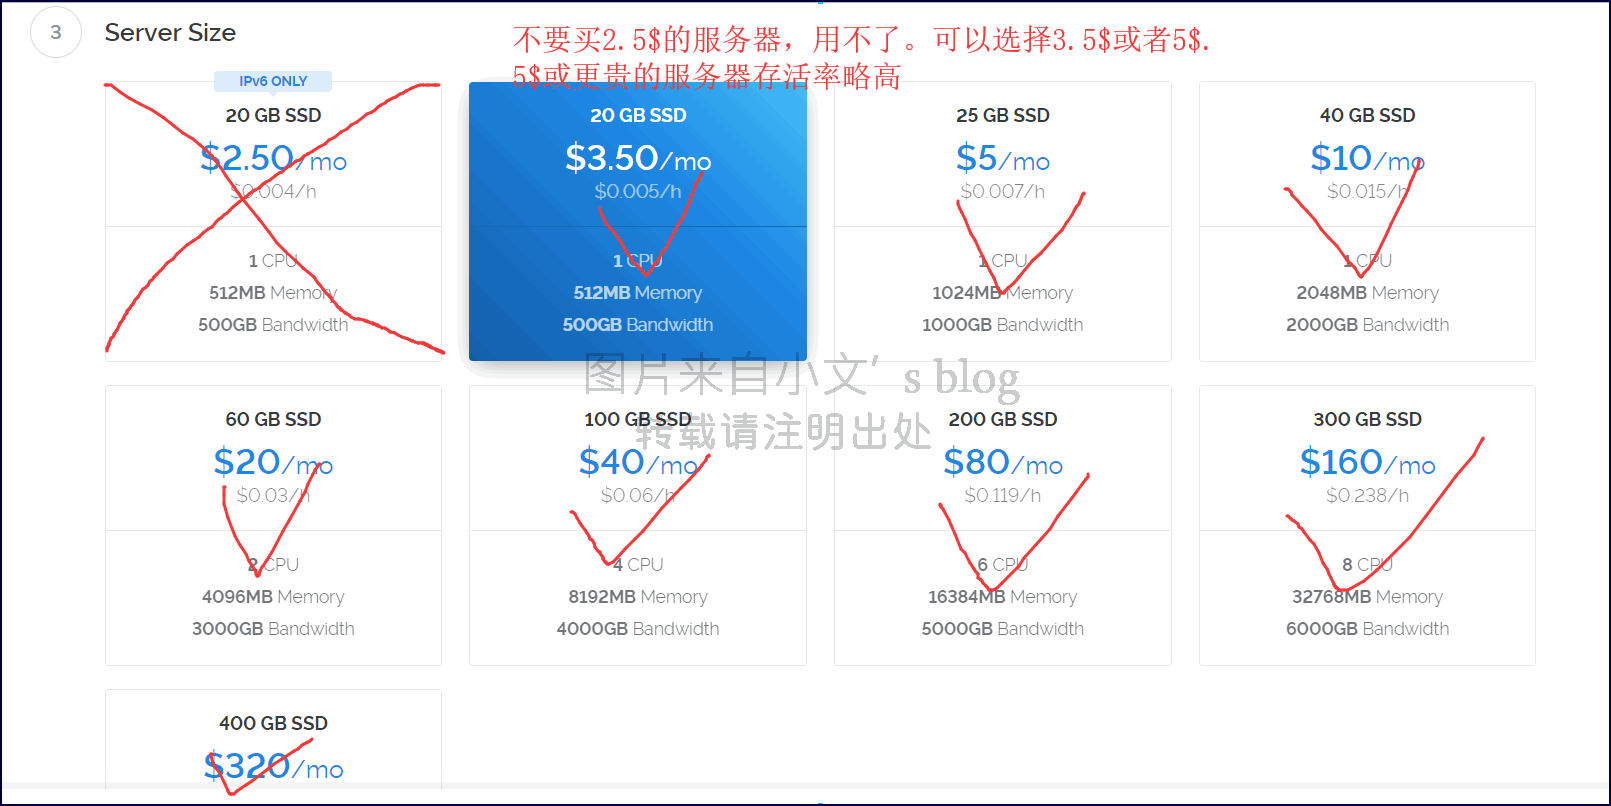 3
Server Size
不要买2.5$的服务器，用不了。可以选择3.5$或者5$.
5$或更贵的服务器存活率略高
IPv6 ONLY
20 GB SSD
$2.50/mo
$0.004/h
1 CPU
512MB Memory
500GB Bandwidth
20 GB SSD
$3.50/mo
$0.005/h
1 CPU
512MB Memory
500GB Bandwidth
25 GB SSD
$5/mo
$0.007/h
1 CPU
1024MB Memory
1000GB Bandwidth
40 GB SSD
$10/mo
$0.015/h
1 CPU
2048MB Memory
2000GB Bandwidth
图片来自小文's blog
转载请注明出处
60 GB SSD
$20/mo
$0.03/h
2 CPU
4096MB Memory
3000GB Bandwidth
100 GB SSD
$40/mo
$0.06/h
4 CPU
8192MB Memory
4000GB Bandwidth
200 GB SSD
$80/mo
$0.119/h
6 CPU
16384MB Memory
5000GB Bandwidth
300 GB SSD
$160/mo
$0.238/h
8 CPU
32768MB Memory
6000GB Bandwidth
400 GB SSD
$320/mo